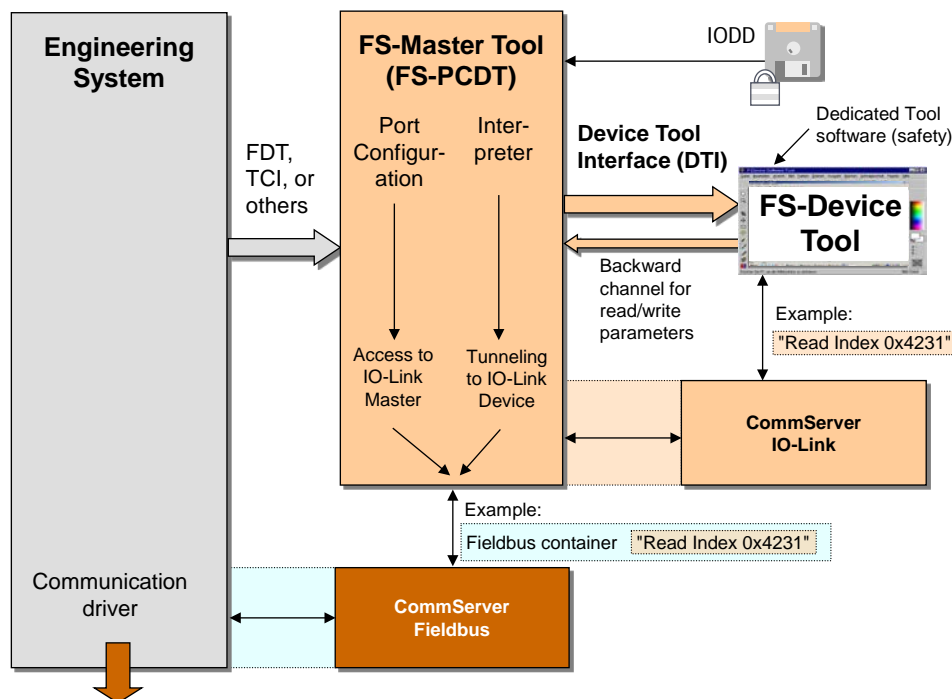 Engineering
System
FS-Master Tool
(FS-PCDT)
IODD
Port
Configur-
ation
Inter-
preter
Device Tool
Interface (DTI)
Dedicated Tool
software (safety)
FDT,
TCI, or
others
FS-Device
Tool
Backward
channel for
read/write
parameters
Example:
"Read Index 0x4231"
Access to
IO-Link
Master
Tunneling
to IO-Link
Device
CommServer
IO-Link
Example:
Fieldbus container "Read Index 0x4231"
Communication
driver
CommServer
Fieldbus